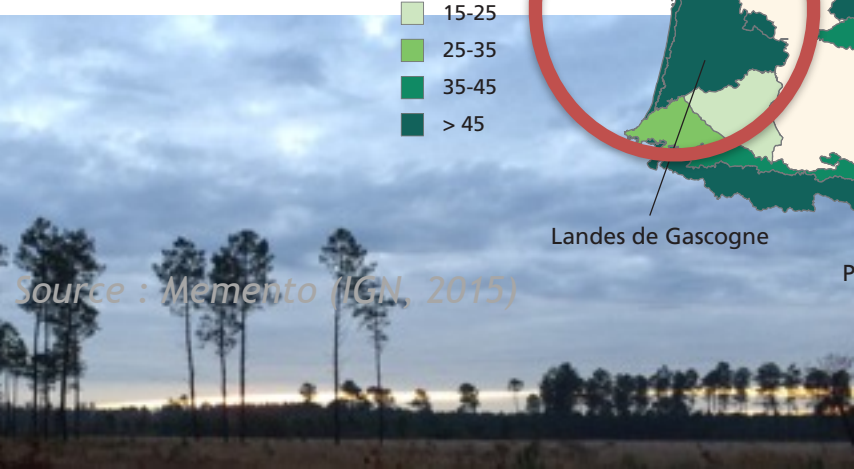 15-25
25-35
35-45
> 45
Landes de Gascogne
P
Source : Memento (IGN, 2015)